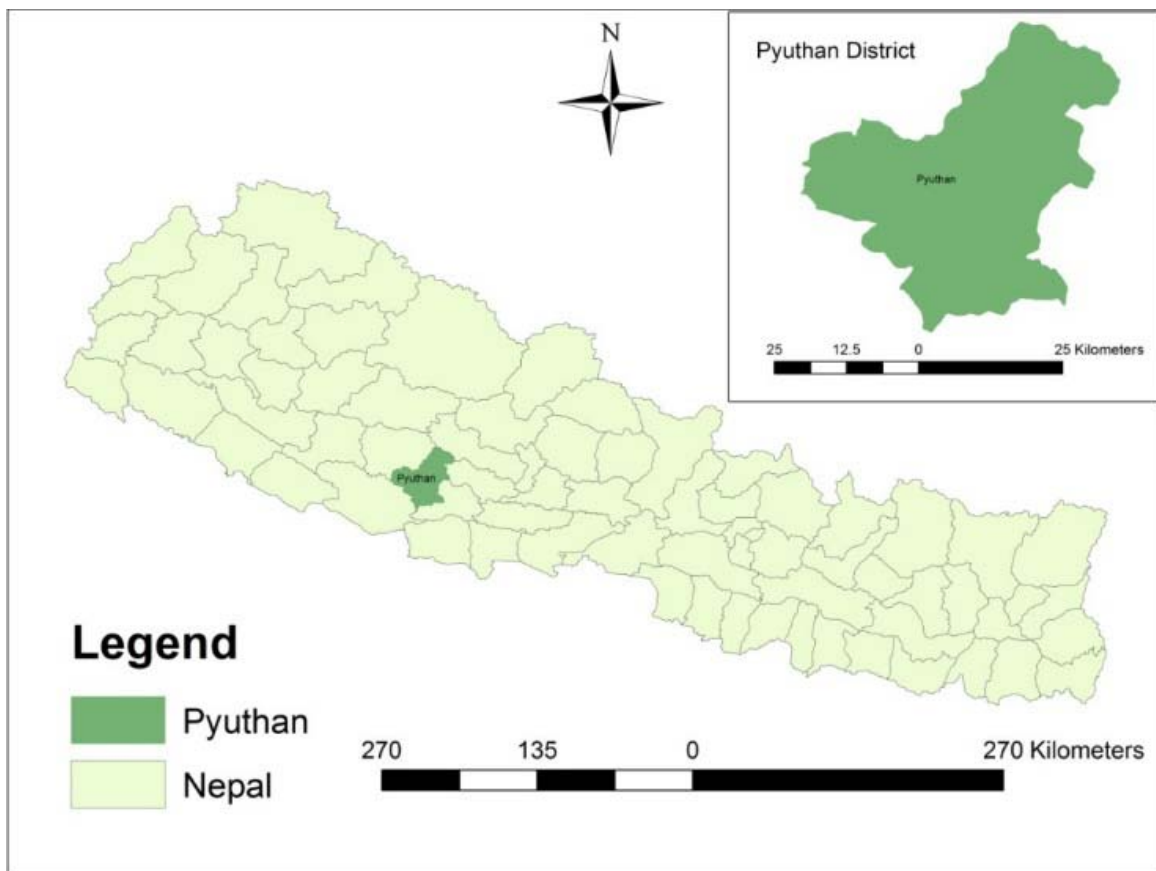 N
Pyuthan District
Pyuthan
25 12.5 0 25 Kilometers
Pyuthan
Legend
Pyuthan
Nepal
270 135 0 270 Kilometers